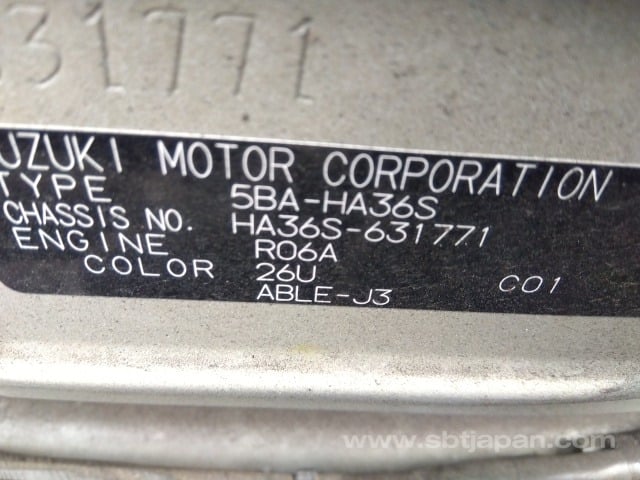 31771
UZUKI MOTOR CORPORATION
TYPE 5BA-HA36S
CHASSIS NO. HA36S-631771
ENGINE R06A
COLOR 26U C01
ABLE-J3
www.sbtjapan.com